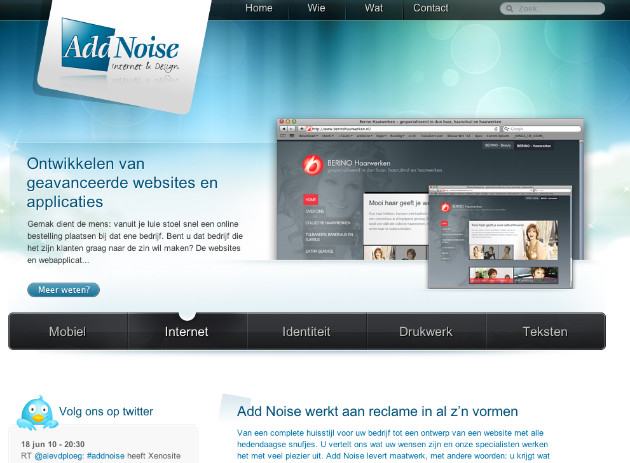 Home Wie Wat Contact Zoek
Add Noise
Internet & Design
Ontwikkelen van
geavanceerde websites en
applicaties
Gemak dient de mens: vanuit je luie stoel snel een online
bestelling plaatsen bij dat ene bedrijf. Bent u dat bedrijf die
het zijn klanten graag naar de zin wil maken? De websites
en webapplicat...
Meer weten?
BERINO Haarwerken
HOME
Mooi haar geeft je w
Mobiel Internet Identiteit Drukwerk Teksten
Volg ons op twitter
18 jun 10 - 20:30
RT @alevdploeg: #addnoise heeft Xenosite
Add Noise werkt aan reclame in al z'n vormen
Van een complete huisstijl voor uw bedrijf tot een ontwerp van een website met alle
hedendaagse snufjes. U vertelt ons wat uw wensen zijn en onze specialisten werken
het met veel plezier uit. Add Noise levert maatwerk, met andere woorden: u krijgt wat